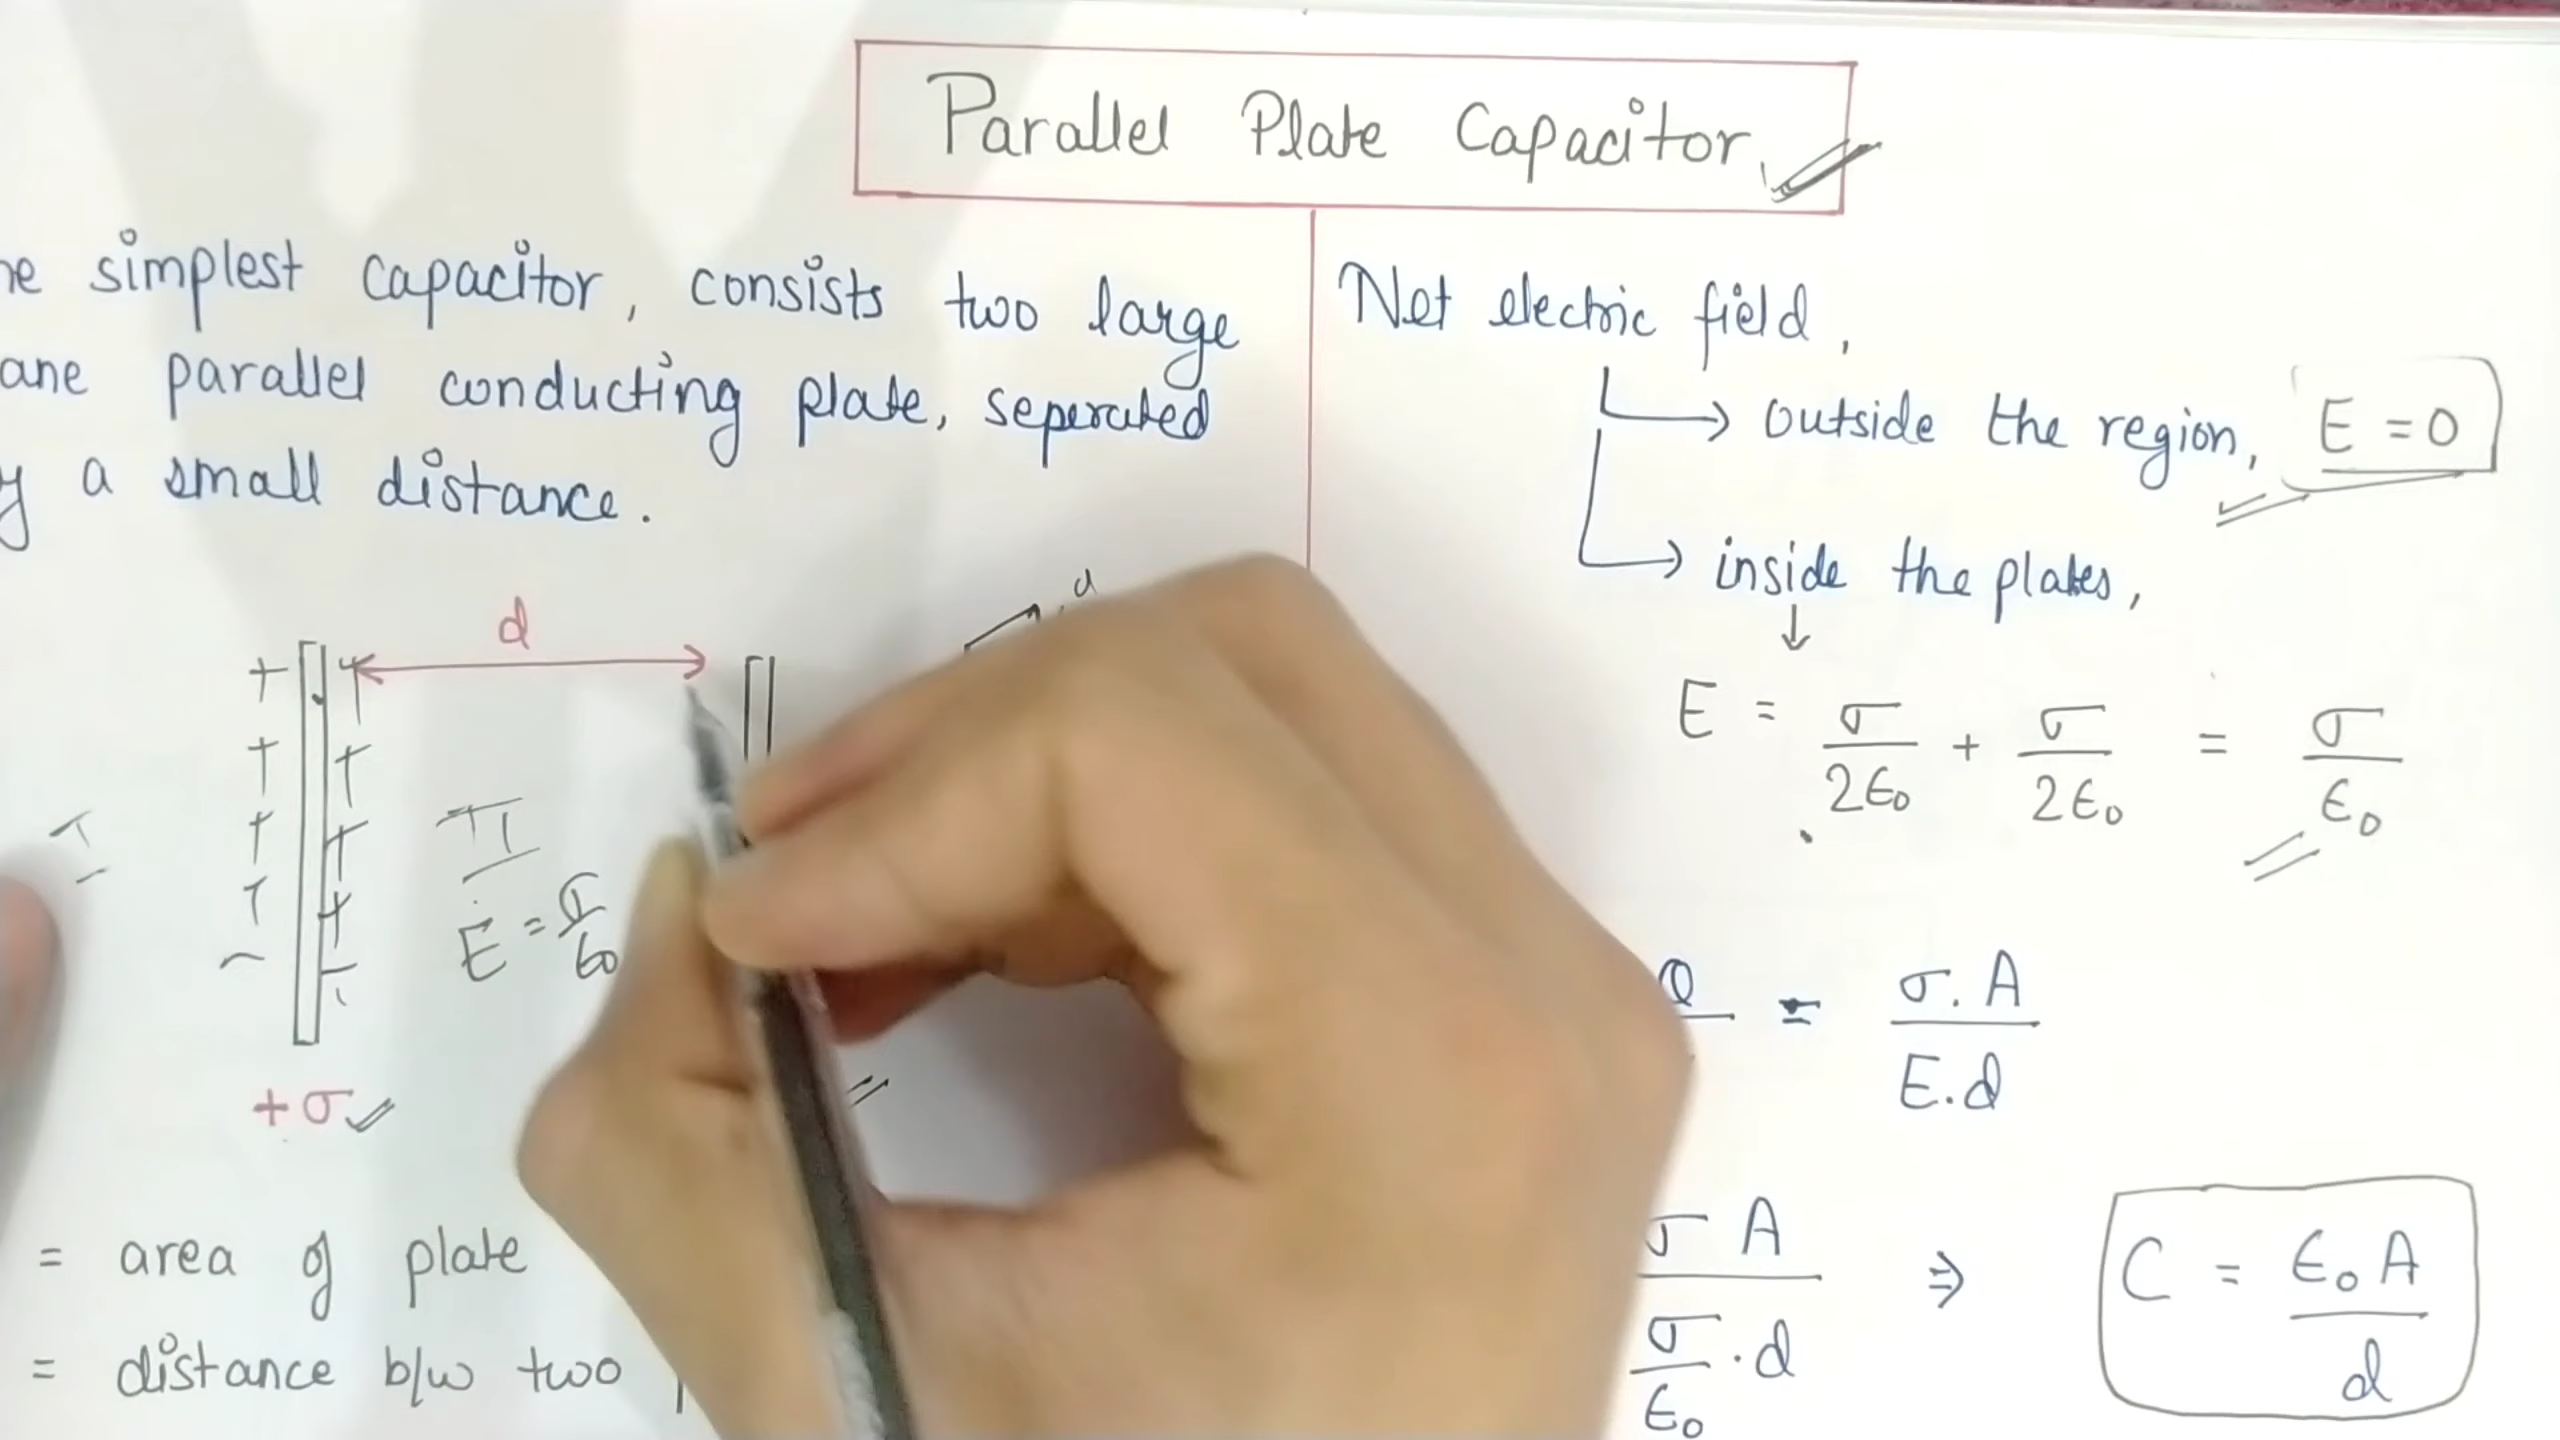 Parallel Plate Capacitor
simplest capacitor, consists two large
parallel conducting plate, seperated
a small distance.
d
+σ
II
E = σ/ϵ₀
= area of plate
= distance b/w two
Net electric field,
→ outside the region, E = 0
→ inside the plates,
↓
E = σ/2ϵ₀ + σ/2ϵ₀ = σ/ϵ₀
Q = σ.A/E.d
σ A/(σ/ϵ₀ · d) ⇒ C = ϵ₀A/d